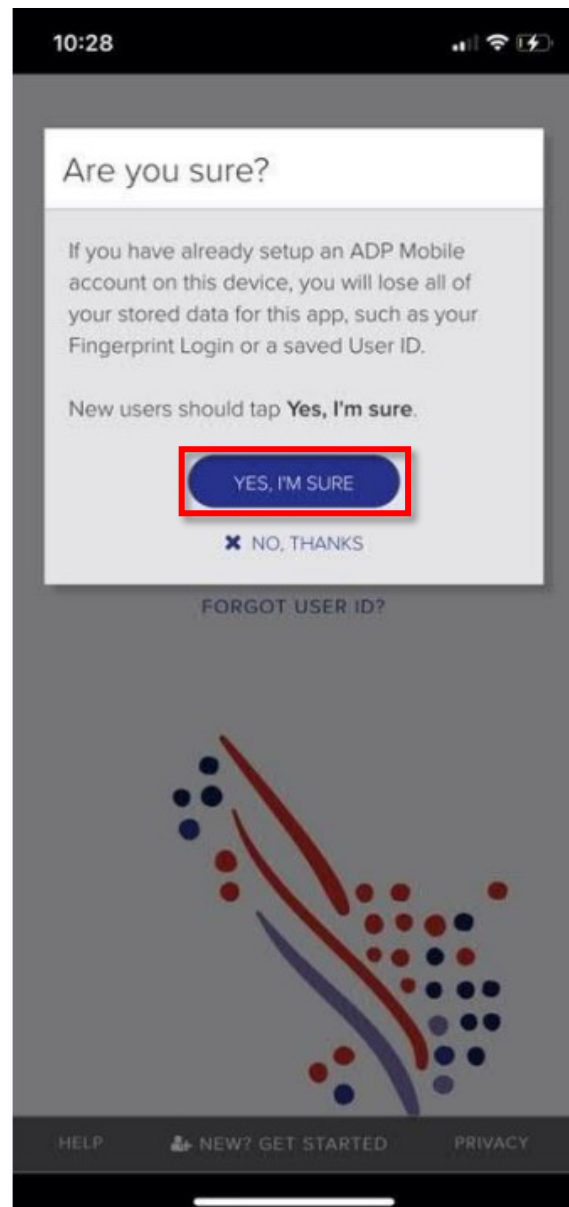 10:28
Are you sure?
If you have already setup an ADP Mobile
account on this device, you will lose all of
your stored data for this app, such as your
Fingerprint Login or a saved User ID.
New users should tap Yes, I'm sure.
YES, I'M SURE
✖ NO, THANKS
FORGOT USER ID?
HELP NEW? GET STARTED PRIVACY